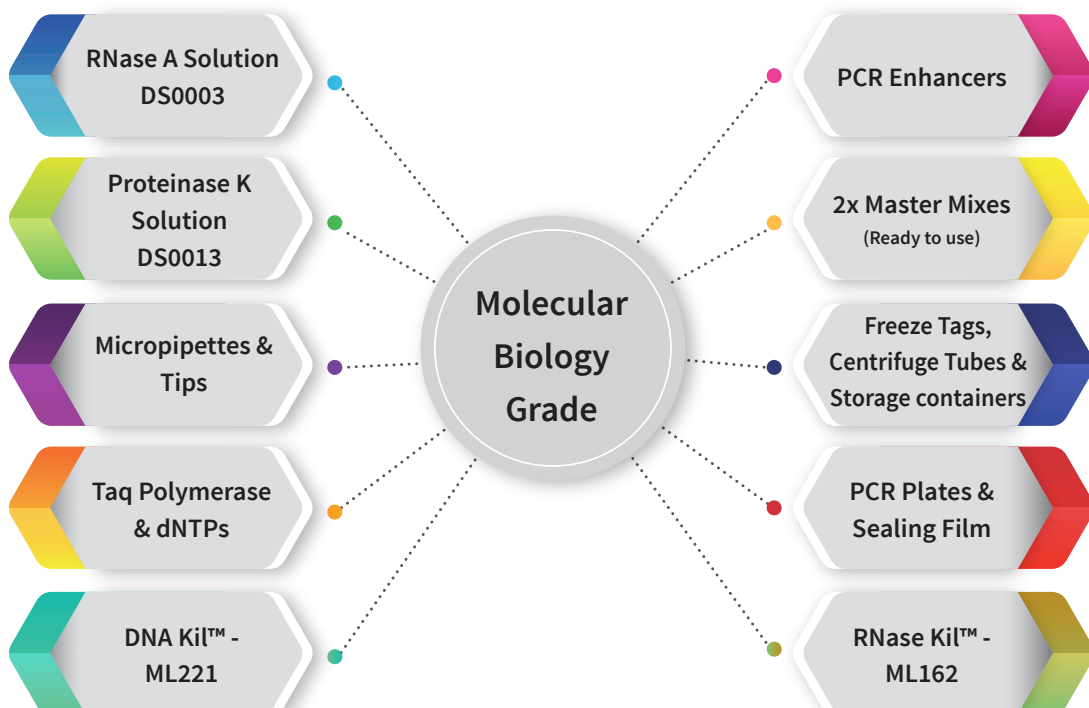 RNase A Solution
DS0003
Proteinase K
Solution
DS0013
Micropipettes &
Tips
Taq Polymerase
& dNTPs
DNA Kil™ -
ML221
Molecular
Biology
Grade
PCR Enhancers
2x Master Mixes
(Ready to use)
Freeze Tags,
Centrifuge Tubes &
Storage containers
PCR Plates &
Sealing Film
RNase Kil™ -
ML162